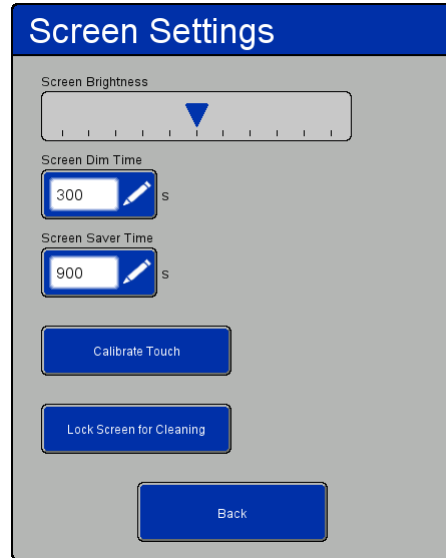 Screen Settings
Screen Brightness
Screen Dim Time
300 s
Screen Saver Time
900 s
Calibrate Touch
Lock Screen for Cleaning
Back